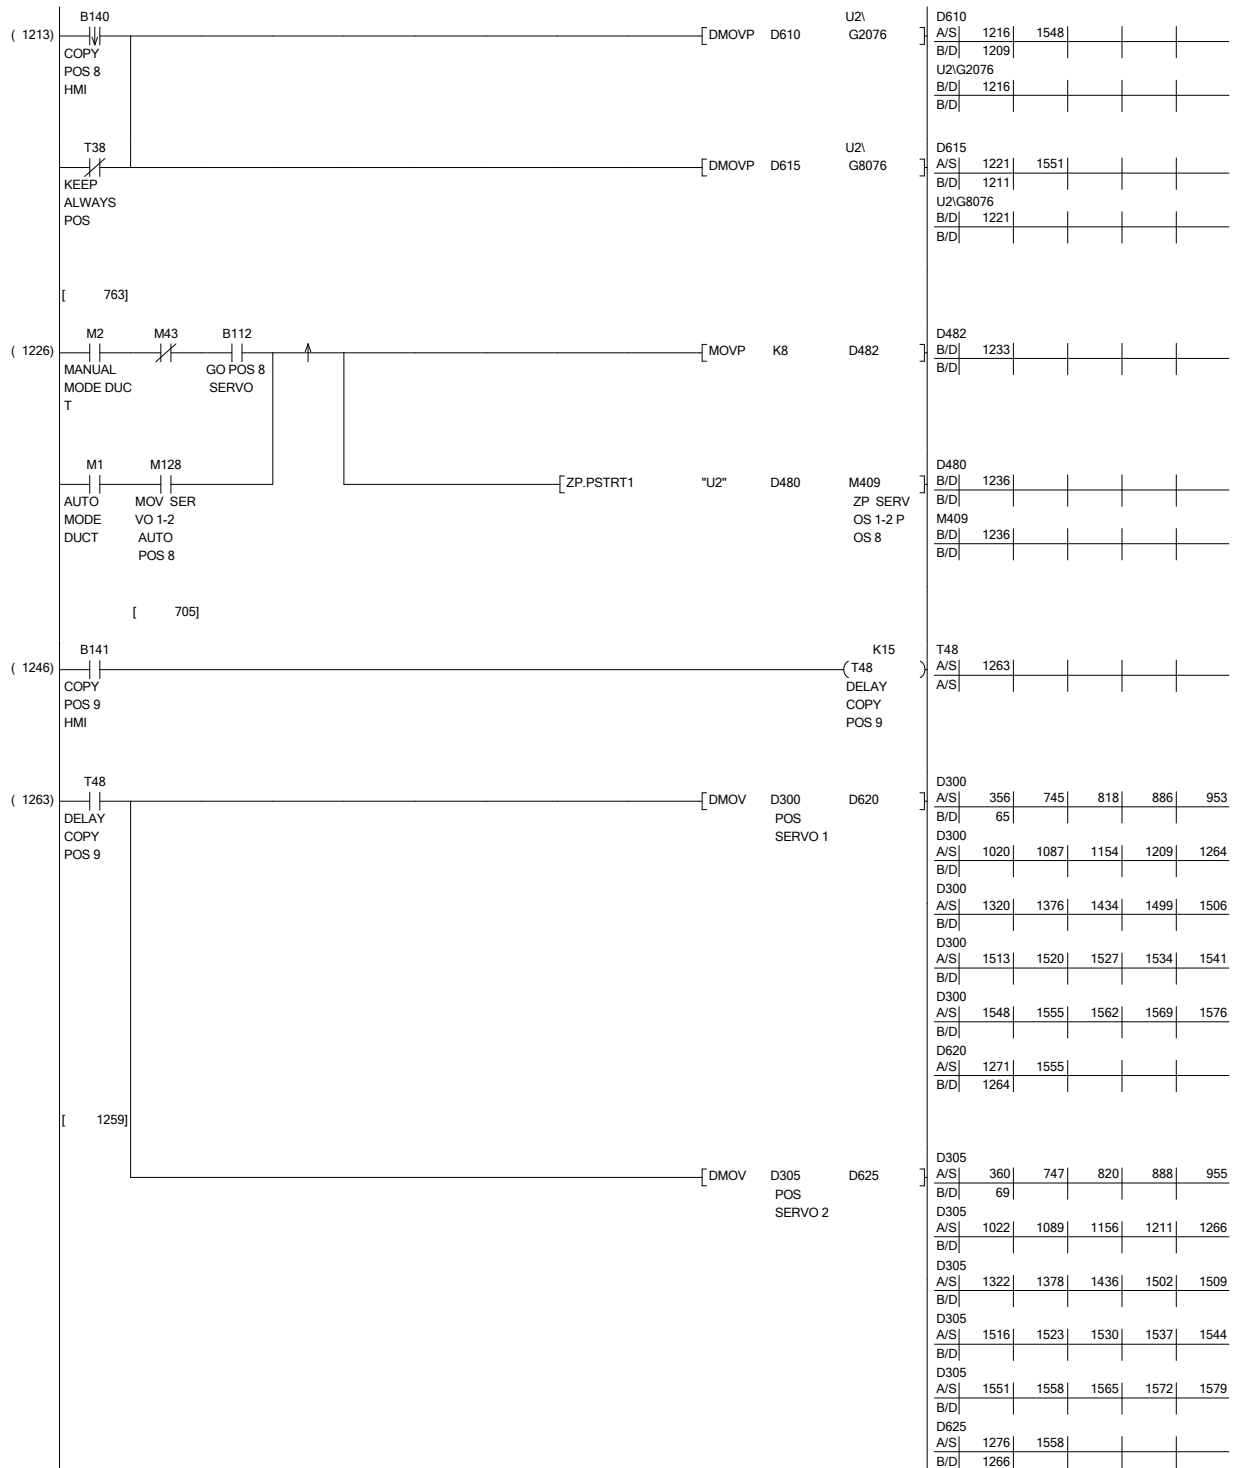 B140 U2\ D610
( 1213) DMOVP D610 G2076 A/S 1216 1548
COPY B/D 1209
POS 8 U2\G2076
HMI B/D 1216
B/D
T38 U2\ D615
DMOVP D615 G8076 A/S 1221 1551
KEEP B/D 1211
ALWAYS U2\G8076
POS B/D 1221
B/D
[ 763]
M2 M43 B112 D482
( 1226) MOVP K8 D482 B/D 1233
MANUAL GO POS 8 B/D
MODE DUC SERVO
T
M1 M128 D480
ZP.PSTRT1 "U2" D480 M409 B/D 1236
AUTO MOV SER ZP SERV B/D
MODE VO 1-2 OS 1-2 P M409
DUCT AUTO OS 8 B/D 1236
POS 8 B/D
[ 705]
B141 K15 T48
( 1246) T48 A/S 1263
COPY DELAY A/S
POS 9 COPY
HMI POS 9
T48 D300
( 1263) DMOV D300 D620 A/S 356 745 818 886 953
DELAY POS B/D 65
COPY SERVO 1 D300
POS 9 A/S 1020 1087 1154 1209 1264
B/D
D300
A/S 1320 1376 1434 1499 1506
B/D
D300
A/S 1513 1520 1527 1534 1541
B/D
D300
A/S 1548 1555 1562 1569 1576
B/D
D620
A/S 1271 1555
B/D 1264
[ 1259]
D305
DMOV D305 D625 A/S 360 747 820 888 955
POS B/D 69
SERVO 2 D305
A/S 1022 1089 1156 1211 1266
B/D
D305
A/S 1322 1378 1436 1502 1509
B/D
D305
A/S 1516 1523 1530 1537 1544
B/D
D305
A/S 1551 1558 1565 1572 1579
B/D
D625
A/S 1276 1558
B/D 1266